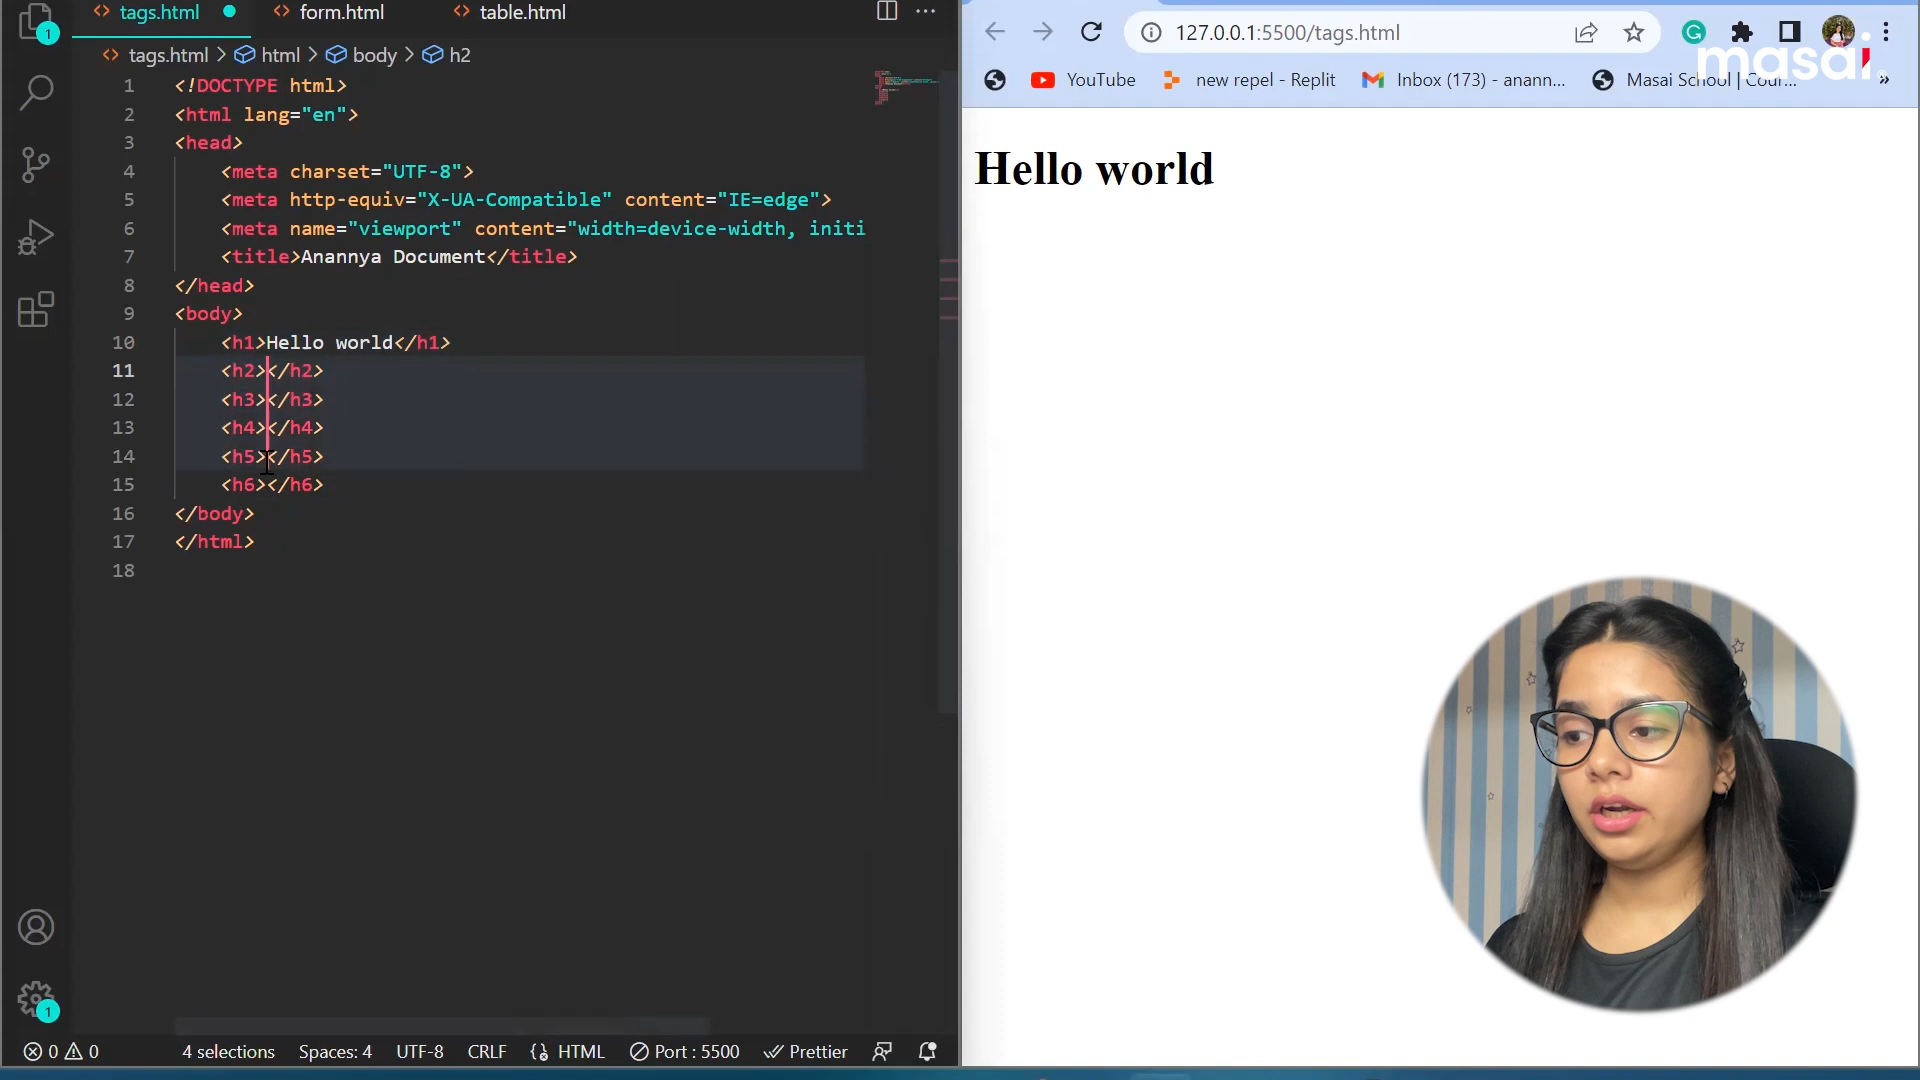 tags.html
form.html
table.html
1
tags.html > html > body > h2
1 <!DOCTYPE html>
2 <html lang="en">
3 <head>
4 <meta charset="UTF-8">
5 <meta http-equiv="X-UA-Compatible" content="IE=edge">
6 <meta name="viewport" content="width=device-width, initi
7 <title>Anannya Document</title>
8 </head>
9 <body>
10 <h1>Hello world</h1>
11 <h2></h2>
12 <h3></h3>
13 <h4></h4>
14 <h5></h5>
15 <h6></h6>
16 </body>
17 </html>
18
1
0 0 4 selections Spaces: 4 UTF-8 CRLF HTML Port : 5500 Prettier
127.0.0.1:5500/tags.html
masai.
YouTube new repel - Replit Inbox (173) - anann... Masai School | Cour... »
Hello world